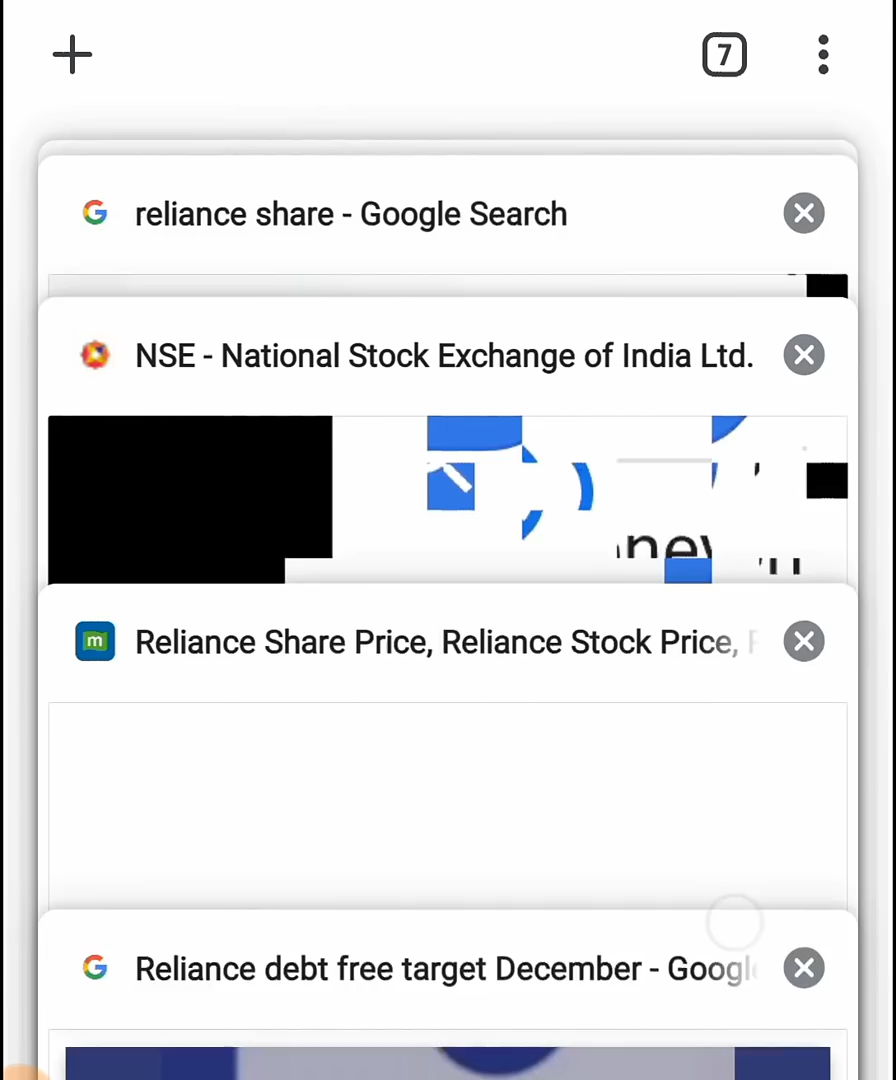 7
reliance share - Google Search
NSE - National Stock Exchange of India Ltd.
m
Reliance Share Price, Reliance Stock Price,
Reliance debt free target December - Google